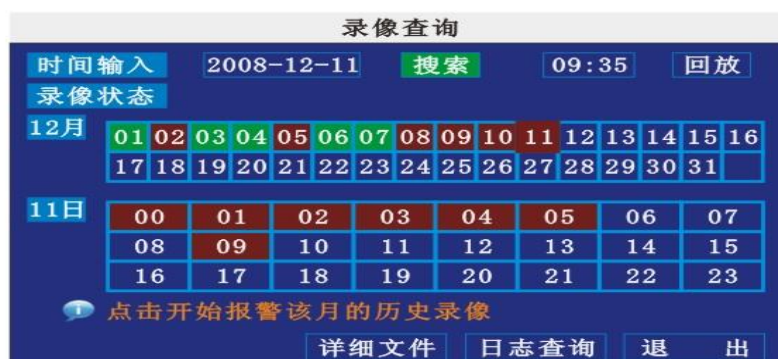 录像查询
时间输入 2008-12-11 搜索 09:35 回放
录像状态
12月 01 02 03 04 05 06 07 08 09 10 11 12 13 14 15 16
17 18 19 20 21 22 23 24 25 26 27 28 29 30 31
11日 00 01 02 03 04 05 06 07
08 09 10 11 12 13 14 15
16 17 18 19 20 21 22 23
点击开始报警该月的历史录像
详细文件 日志查询 退 出